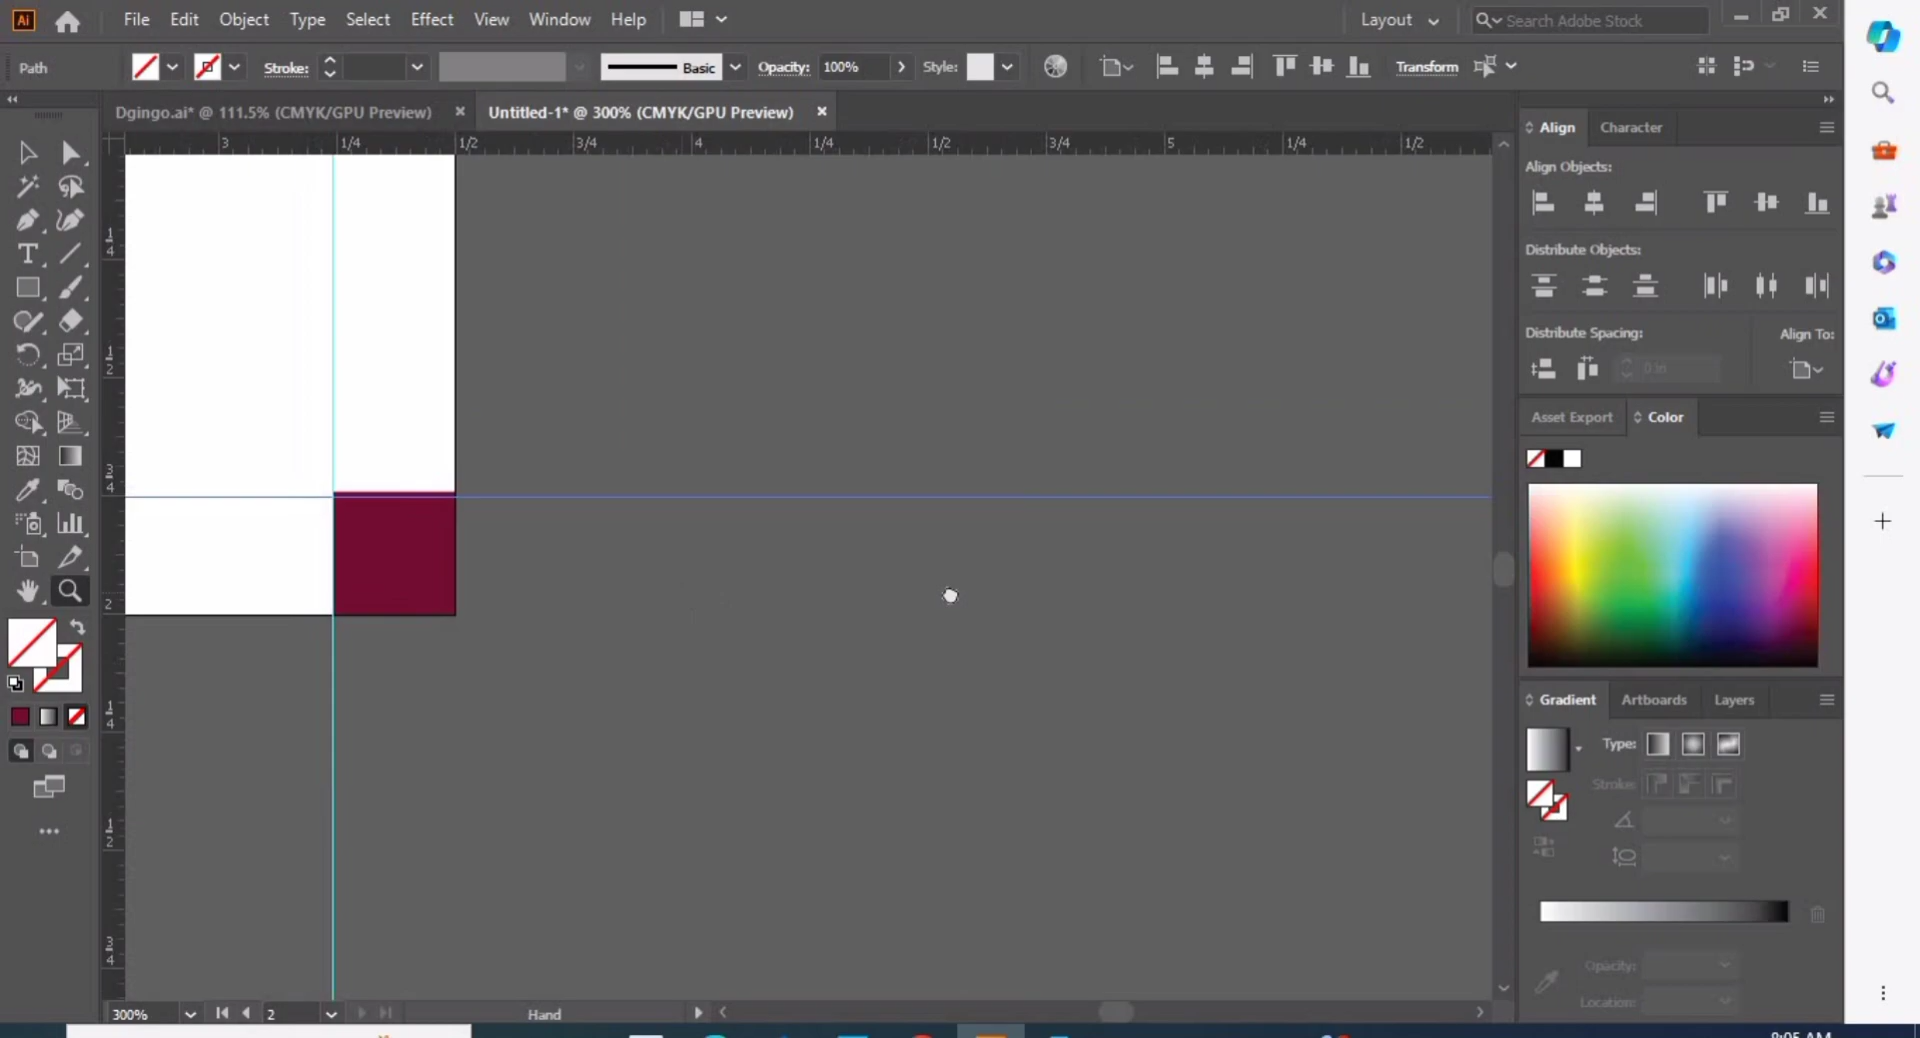 Ai File Edit Object Type Select Effect View Window Help Layout Search Adobe Stock
Path Stroke: Basic Opacity: 100% Style: Transform
Dgingo.ai* @ 111.5% (CMYK/GPU Preview) Untitled-1* @ 300% (CMYK/GPU Preview)
3 1/4 1/2 3/4 4 1/4 1/2 3/4 5 1/4 1/2
Align Character
Align Objects:
Distribute Objects:
Distribute Spacing: Align To:
0 in
Asset Export Color
Gradient Artboards Layers
Type:
Stroke:
Opacity:
Location:
1
4
1
2
3
4
2
1
4
1
2
3
4
300% 2 Hand